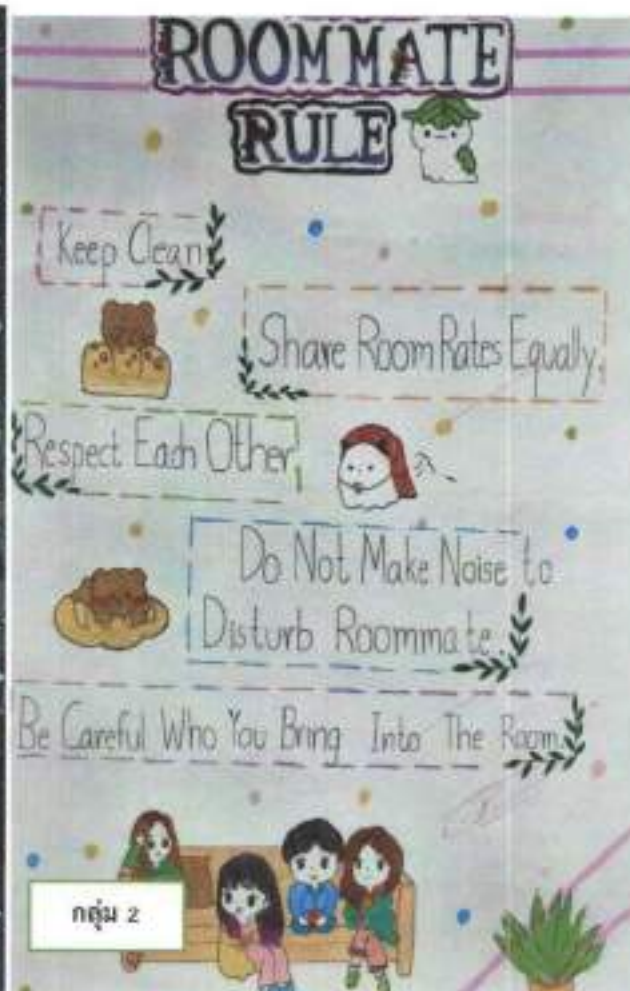 ROOMMATE
RULE
Keep Clean
Share Room Rates Equally.
Respect Each Other
Do Not Make Noise to
Disturb Roommate.
Be Careful Who You Bring Into The Room
กลุ่ม 2